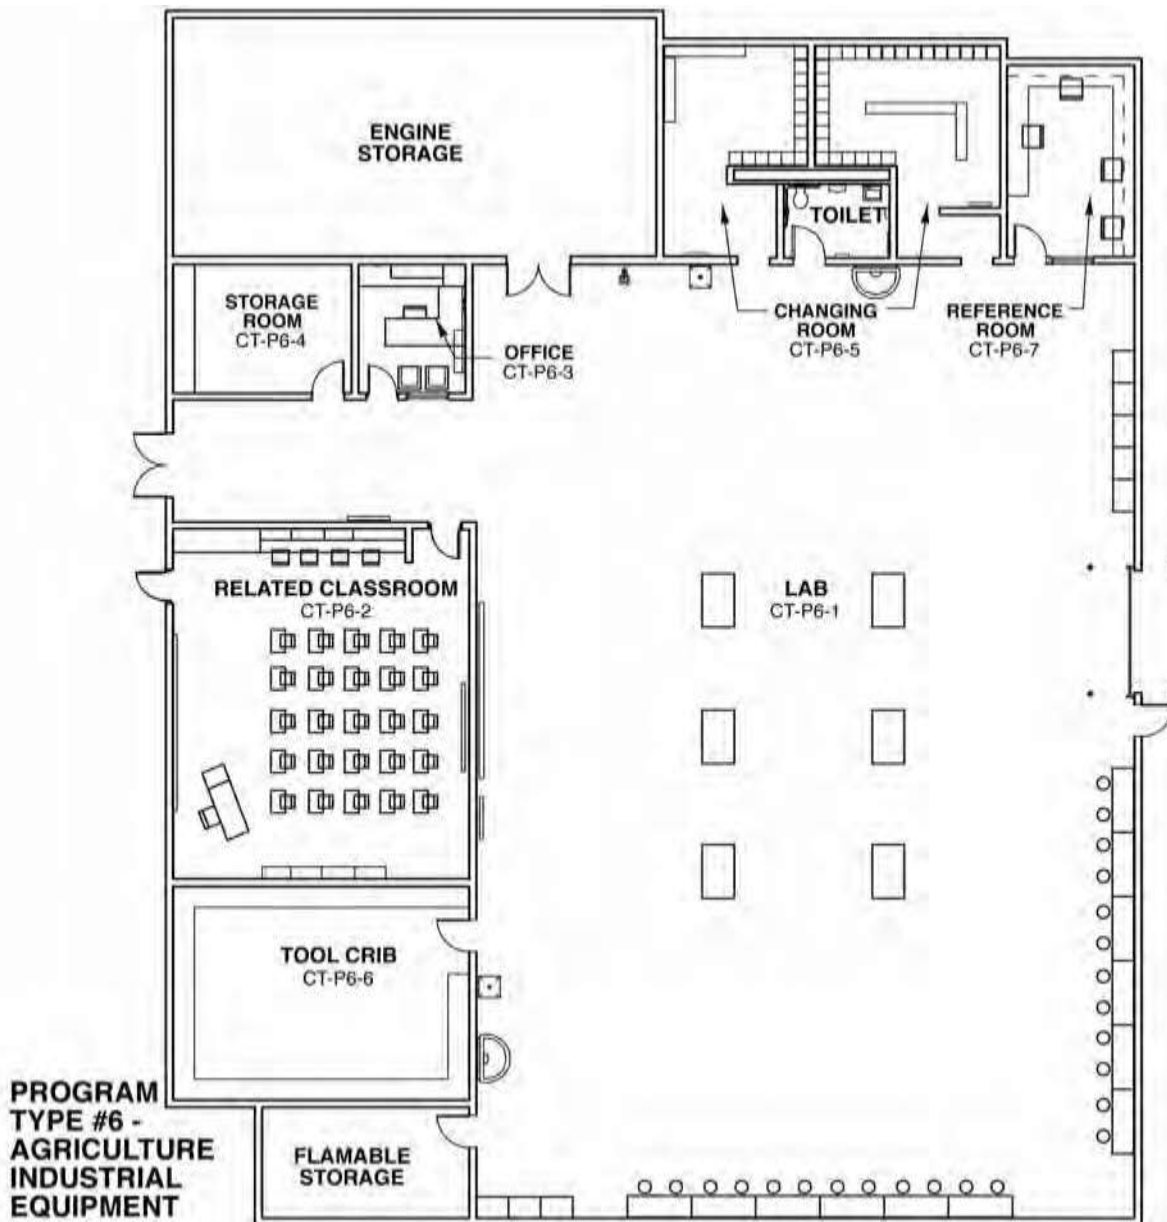 ENGINE
STORAGE
TOILET
STORAGE
ROOM
CT-P6-4
OFFICE
CT-P6-3
CHANGING
ROOM
CT-P6-5
REFERENCE
ROOM
CT-P6-7
RELATED CLASSROOM
CT-P6-2
LAB
CT-P6-1
TOOL CRIB
CT-P6-6
FLAMABLE
STORAGE
PROGRAM
TYPE #6 -
AGRICULTURE
INDUSTRIAL
EQUIPMENT